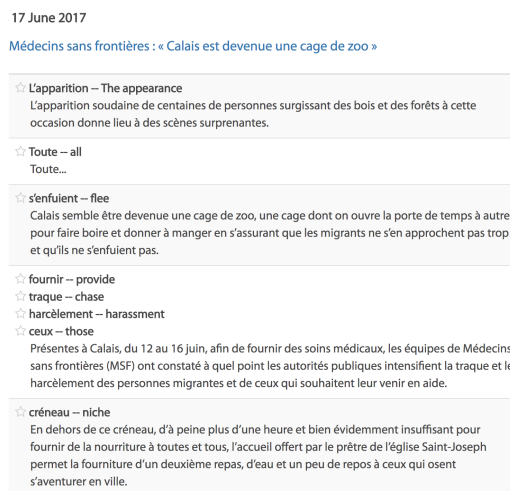 17 June 2017
Médecins sans frontières : « Calais est devenue une cage de zoo »
L'apparition -- The appearance
L'apparition soudaine de centaines de personnes surgissant des bois et des forêts à cette
occasion donne lieu à des scènes surprenantes.
Toute -- all
Toute...
s'enfuient -- flee
Calais semble être devenue une cage de zoo, une cage dont on ouvre la porte de temps à autre
pour faire boire et donner à manger en s'assurant que les migrants ne s'en approchent pas trop
et qu'ils ne s'enfuient pas.
fournir -- provide
traque -- chase
harcèlement -- harassment
ceux -- those
Présentes à Calais, du 12 au 16 juin, afin de fournir des soins médicaux, les équipes de Médecins
sans frontières (MSF) ont constaté à quel point les autorités publiques intensifient la traque et le
harcèlement des personnes migrantes et de ceux qui souhaitent leur venir en aide.
créneau -- niche
En dehors de ce créneau, d'à peine plus d'une heure et bien évidemment insuffisant pour
fournir de la nourriture à toutes et tous, l'accueil offert par le prêtre de l'église Saint-Joseph
permet la fourniture d'un deuxième repas, d'eau et un peu de repos à ceux qui osent
s'aventurer en ville.